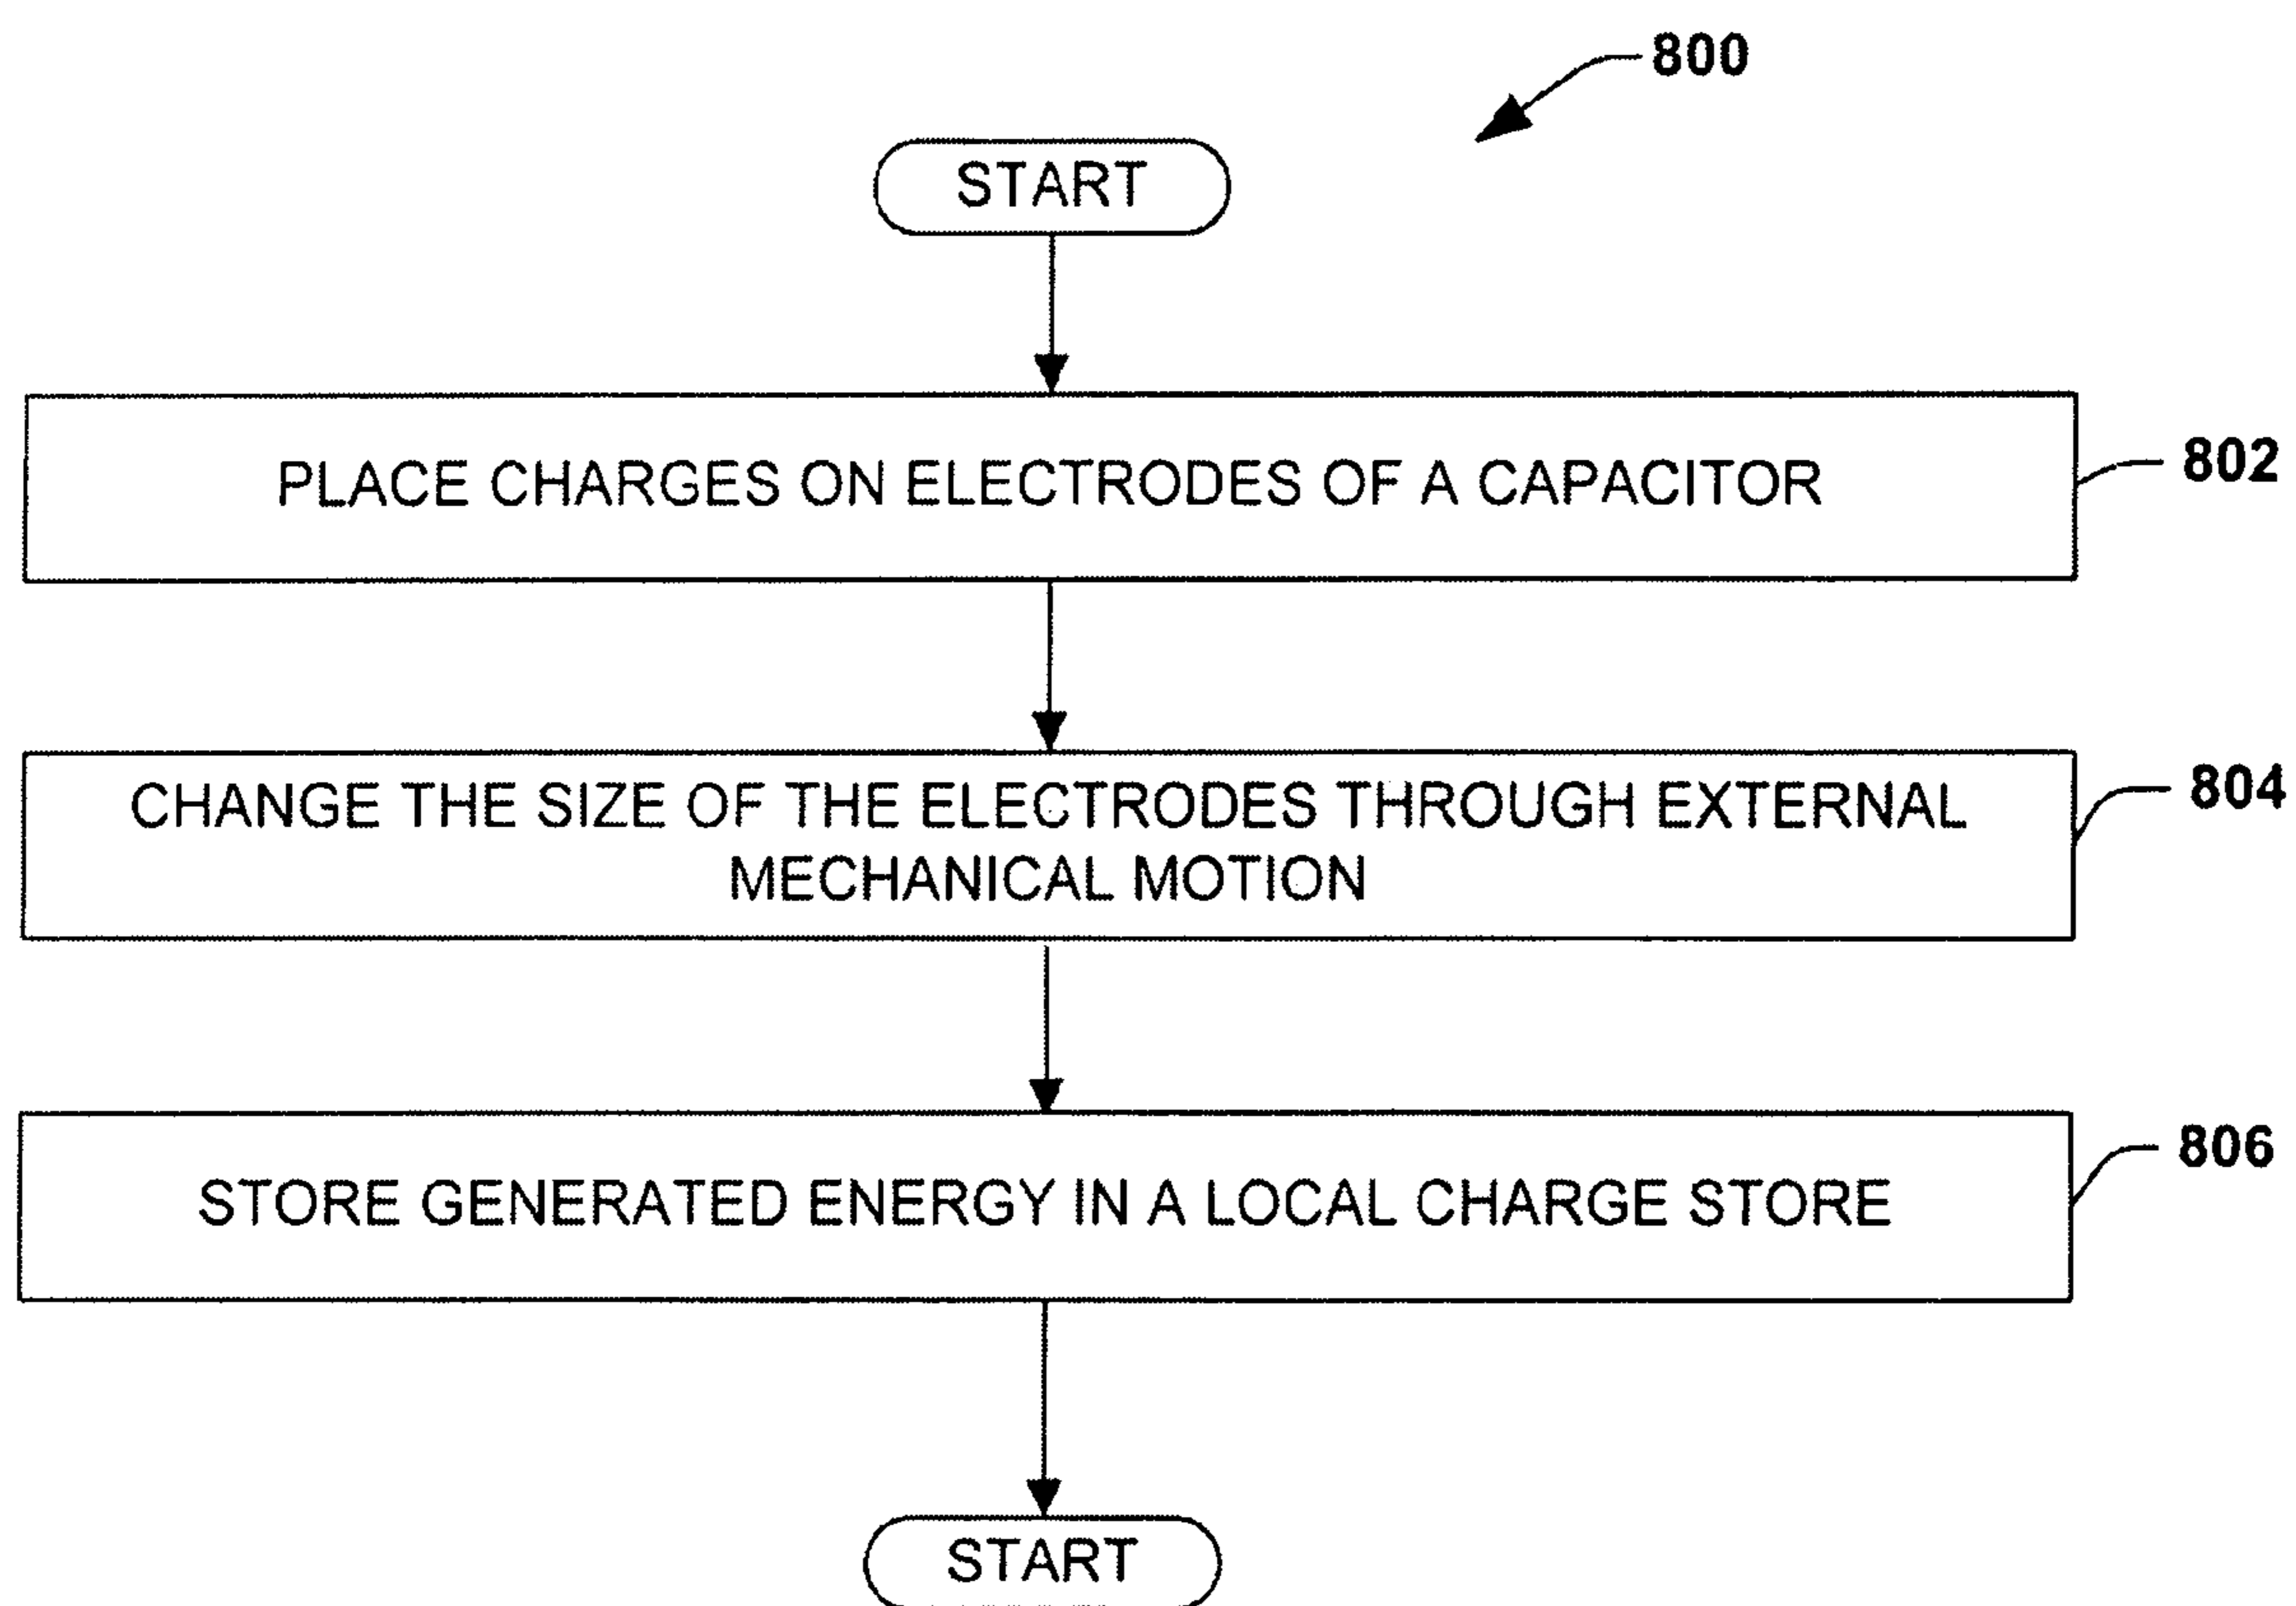 800
START
PLACE CHARGES ON ELECTRODES OF A CAPACITOR
802
CHANGE THE SIZE OF THE ELECTRODES THROUGH EXTERNAL
MECHANICAL MOTION
804
STORE GENERATED ENERGY IN A LOCAL CHARGE STORE
806
START